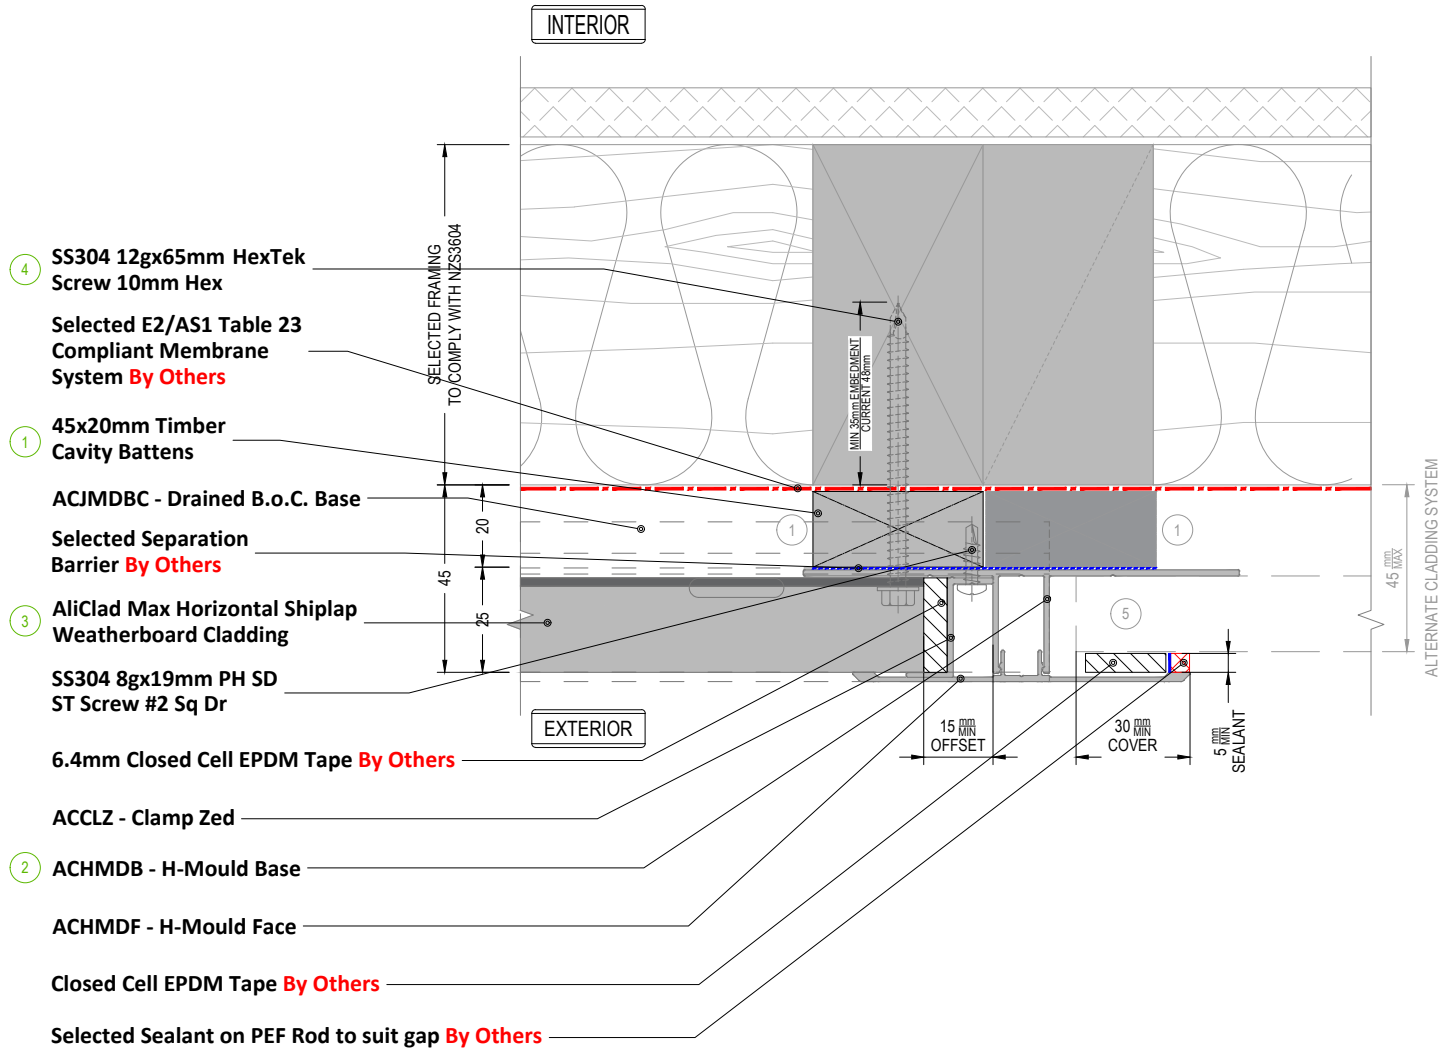 INTERIOR
4
SS304 12gx65mm HexTek
Screw 10mm Hex
Selected E2/AS1 Table 23
Compliant Membrane
System By Others
1
45x20mm Timber
Cavity Battens
ACJMDBC - Drained B.o.C. Base
Selected Separation
Barrier By Others
3
AliClad Max Horizontal Shiplap
Weatherboard Cladding
SS304 8gx19mm PH SD
ST Screw #2 Sq Dr
6.4mm Closed Cell EPDM Tape By Others
ACCLZ - Clamp Zed
2
ACHMDB - H-Mould Base
ACHMDF - H-Mould Face
Closed Cell EPDM Tape By Others
Selected Sealant on PEF Rod to suit gap By Others
SELECTED FRAMING
TO COMPLY WITH NZS3604
MIN 35mm EMBEDMENT
CURRENT 48mm
20
45
25
1
1
5
EXTERIOR
15 mm MIN
OFFSET
30 mm MIN
COVER
5 mm MIN
SEALANT
45 mm MAX
ALTERNATE CLADDING SYSTEM